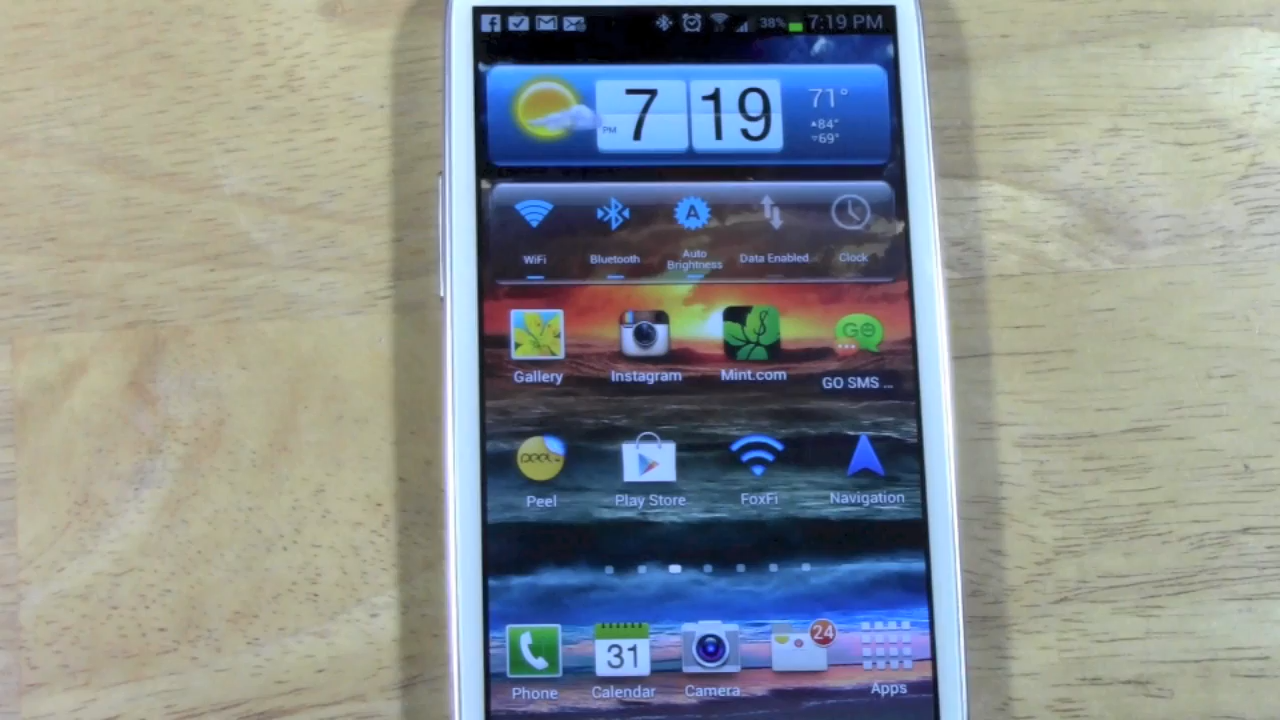 38% 7:19 PM
PM 7 19 71°
84°
69°
A
WiFi Bluetooth Auto Brightness Data Enabled Clock
GO
Gallery Instagram Mint.com GO SMS ...
peel
Peel Play Store FoxFi Navigation
31 24
Phone Calendar Camera Apps